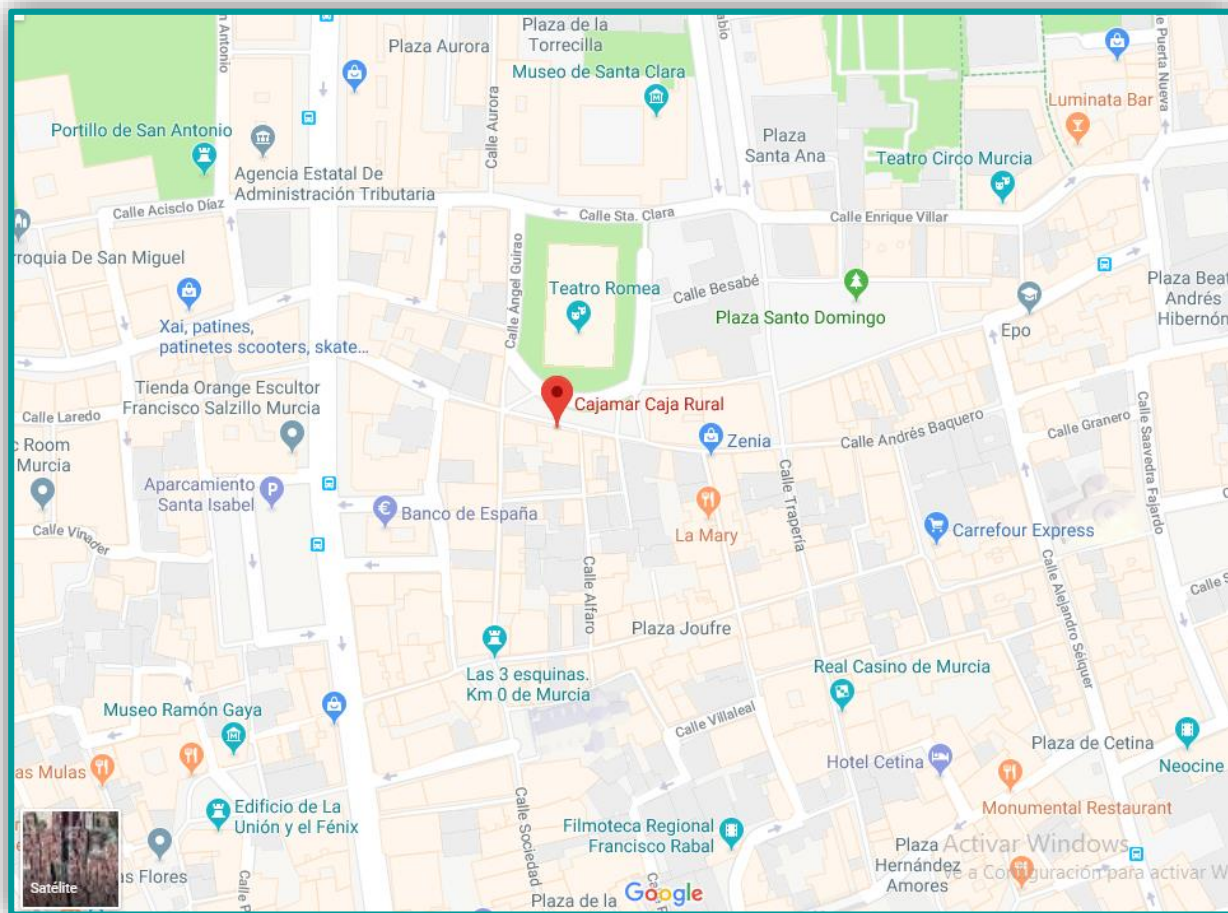 Plaza de la
Torrecilla
Plaza Aurora
Museo de Santa Clara
Luminata Bar
Portillo de San Antonio
Antonio
Calle Aurora
Plaza
Santa Ana
Puerta Nueva
Agencia Estatal De
Administración Tributaria
Teatro Circo Murcia
Calle Acisclo Díaz
Calle Sta. Clara
Calle Enrique Villar
rroquia De San Miguel
Calle Ángel Guirao
Teatro Romea
Calle Besabé
Plaza Santo Domingo
Epo
Plaza Beat
Andrés
Hibernón
Xai, patines,
patinetes scooters, skate...
Tienda Orange Escultor
Francisco Salzillo Murcia
Calle Laredo
Cajamar Caja Rural
Zenia
Calle Andrés Baquero
Calle Granero
Calle Saavedra Fajardo
c Room
Murcia
Aparcamiento
Santa Isabel
P
Banco de España
La Mary
Calle Trapería
Carrefour Express
Calle Vinader
Calle Alfaro
Calle Alejandro Séiquer
Calle S
Plaza Joufre
Las 3 esquinas.
Km 0 de Murcia
Real Casino de Murcia
Museo Ramón Gaya
Calle Villaleal
Plaza de Cetina
Hotel Cetina
Neocine
as Mulas
Monumental Restaurant
Edificio de La
Unión y el Fénix
Calle Sociedad
Filmoteca Regional
Francisco Rabal
Plaza
Hernández
Amores
Activar Windows
Ve a Configuración para activar W
as Flores
Satélite
Calle P
Plaza de la
Google